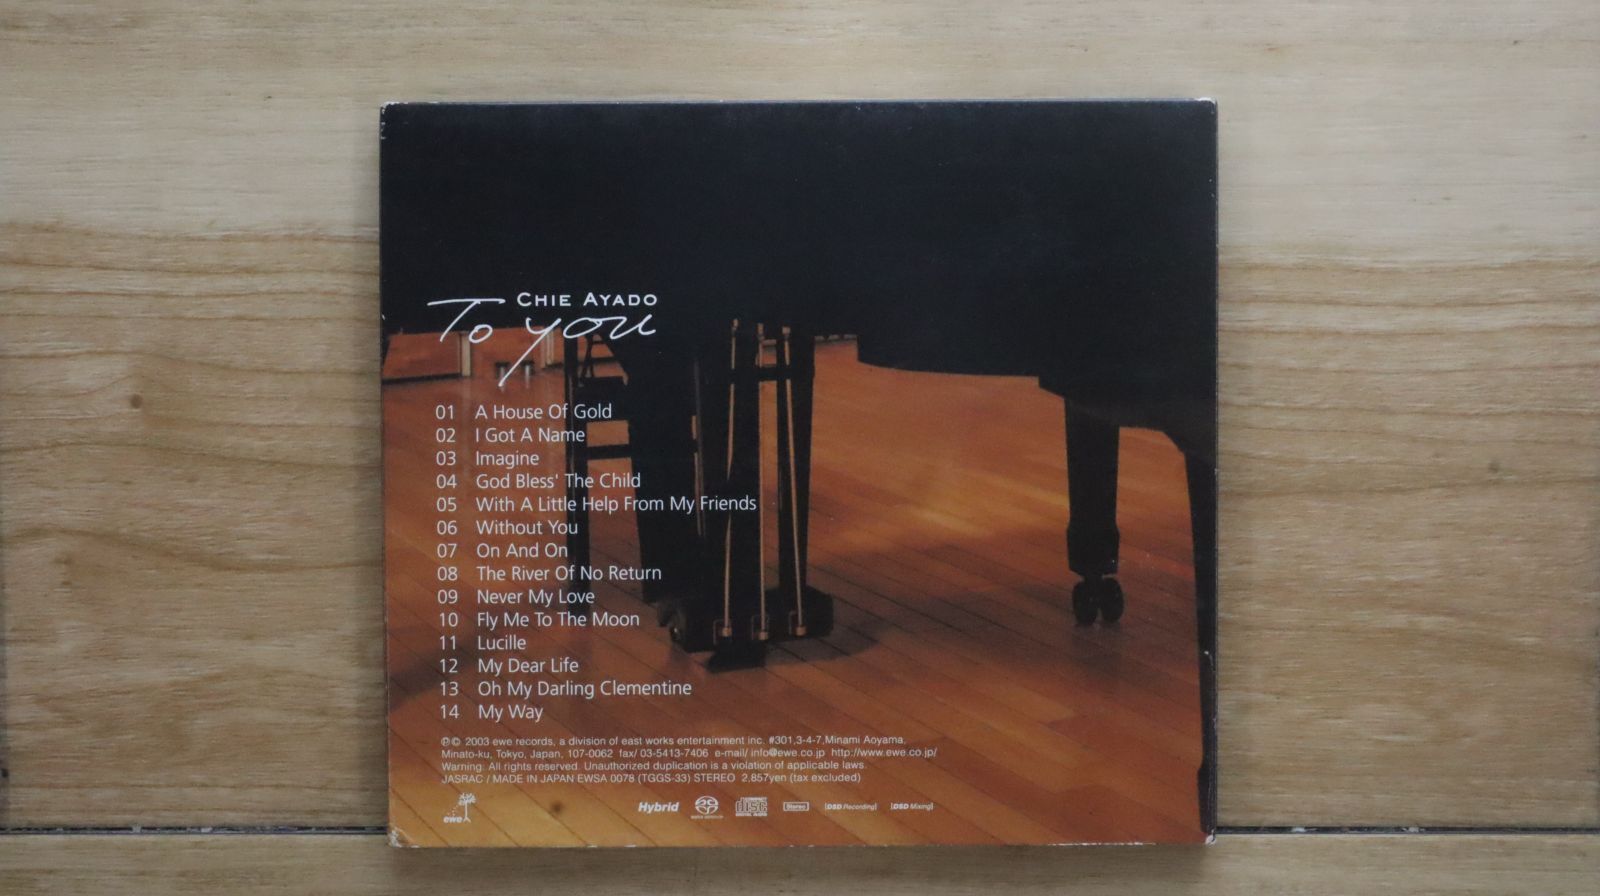 CHIE AYADO
To you
01 A House Of Gold
02 I Got A Name
03 Imagine
04 God Bless' The Child
05 With A Little Help From My Friends
06 Without You
07 On And On
08 The River Of No Return
09 Never My Love
10 Fly Me To The Moon
11 Lucille
12 My Dear Life
13 Oh My Darling Clementine
14 My Way
℗© 2003 ewe records, a division of east works entertainment inc. #301,3-4-7,Minami Aoyama,
Minato-ku, Tokyo, Japan, 107-0062 fax/ 03-5413-7406 e-mail/ info@ewe.co.jp http://www.ewe.co.jp/
Warning: All rights reserved. Unauthorized duplication is a violation of applicable laws.
JASRAC / MADE IN JAPAN EWSA 0078 (TGGS-33) STEREO 2,857yen (tax excluded)
ewe Hybrid COMPACT disc DIGITAL AUDIO Stereo [DSD Recording] [DSD Mixing]